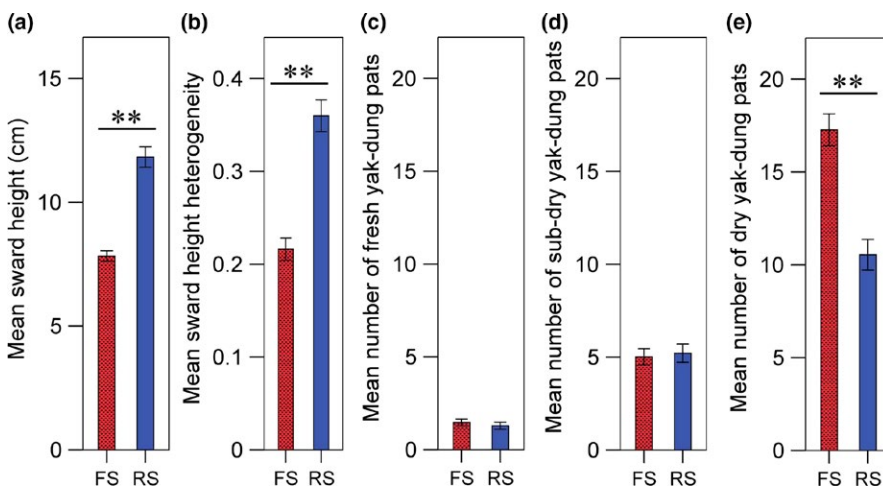 (a)
Mean sward height (cm)
15
10
5
0
**
FS RS
(b)
Mean sward height heterogeneity
0.4
0.3
0.2
0.1
0
**
FS RS
(c)
Mean number of fresh yak-dung pats
20
15
10
5
0
FS RS
(d)
Mean number of sub-dry yak-dung pats
20
15
10
5
0
FS RS
(e)
Mean number of dry yak-dung pats
20
15
10
5
0
**
FS RS